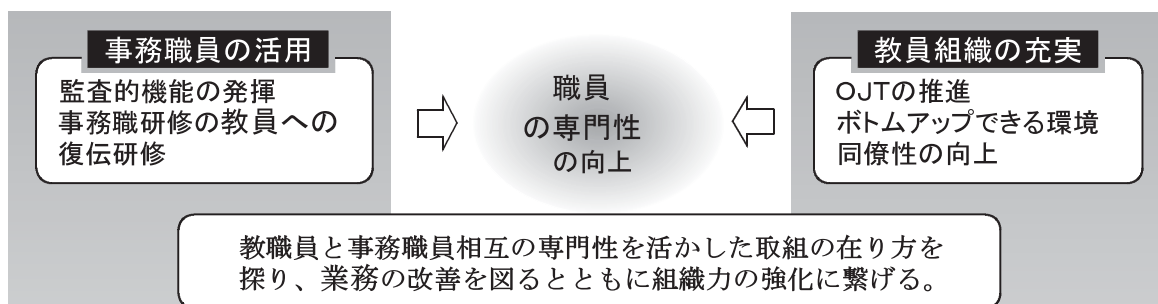 事務職員の活用
監査的機能の発揮
事務職研修の教員への
復伝研修
職員
の専門性
の向上
教員組織の充実
OJTの推進
ボトムアップできる環境
同僚性の向上
教職員と事務職員相互の専門性を活かした取組の在り方を
探り、業務の改善を図るとともに組織力の強化に繋げる。